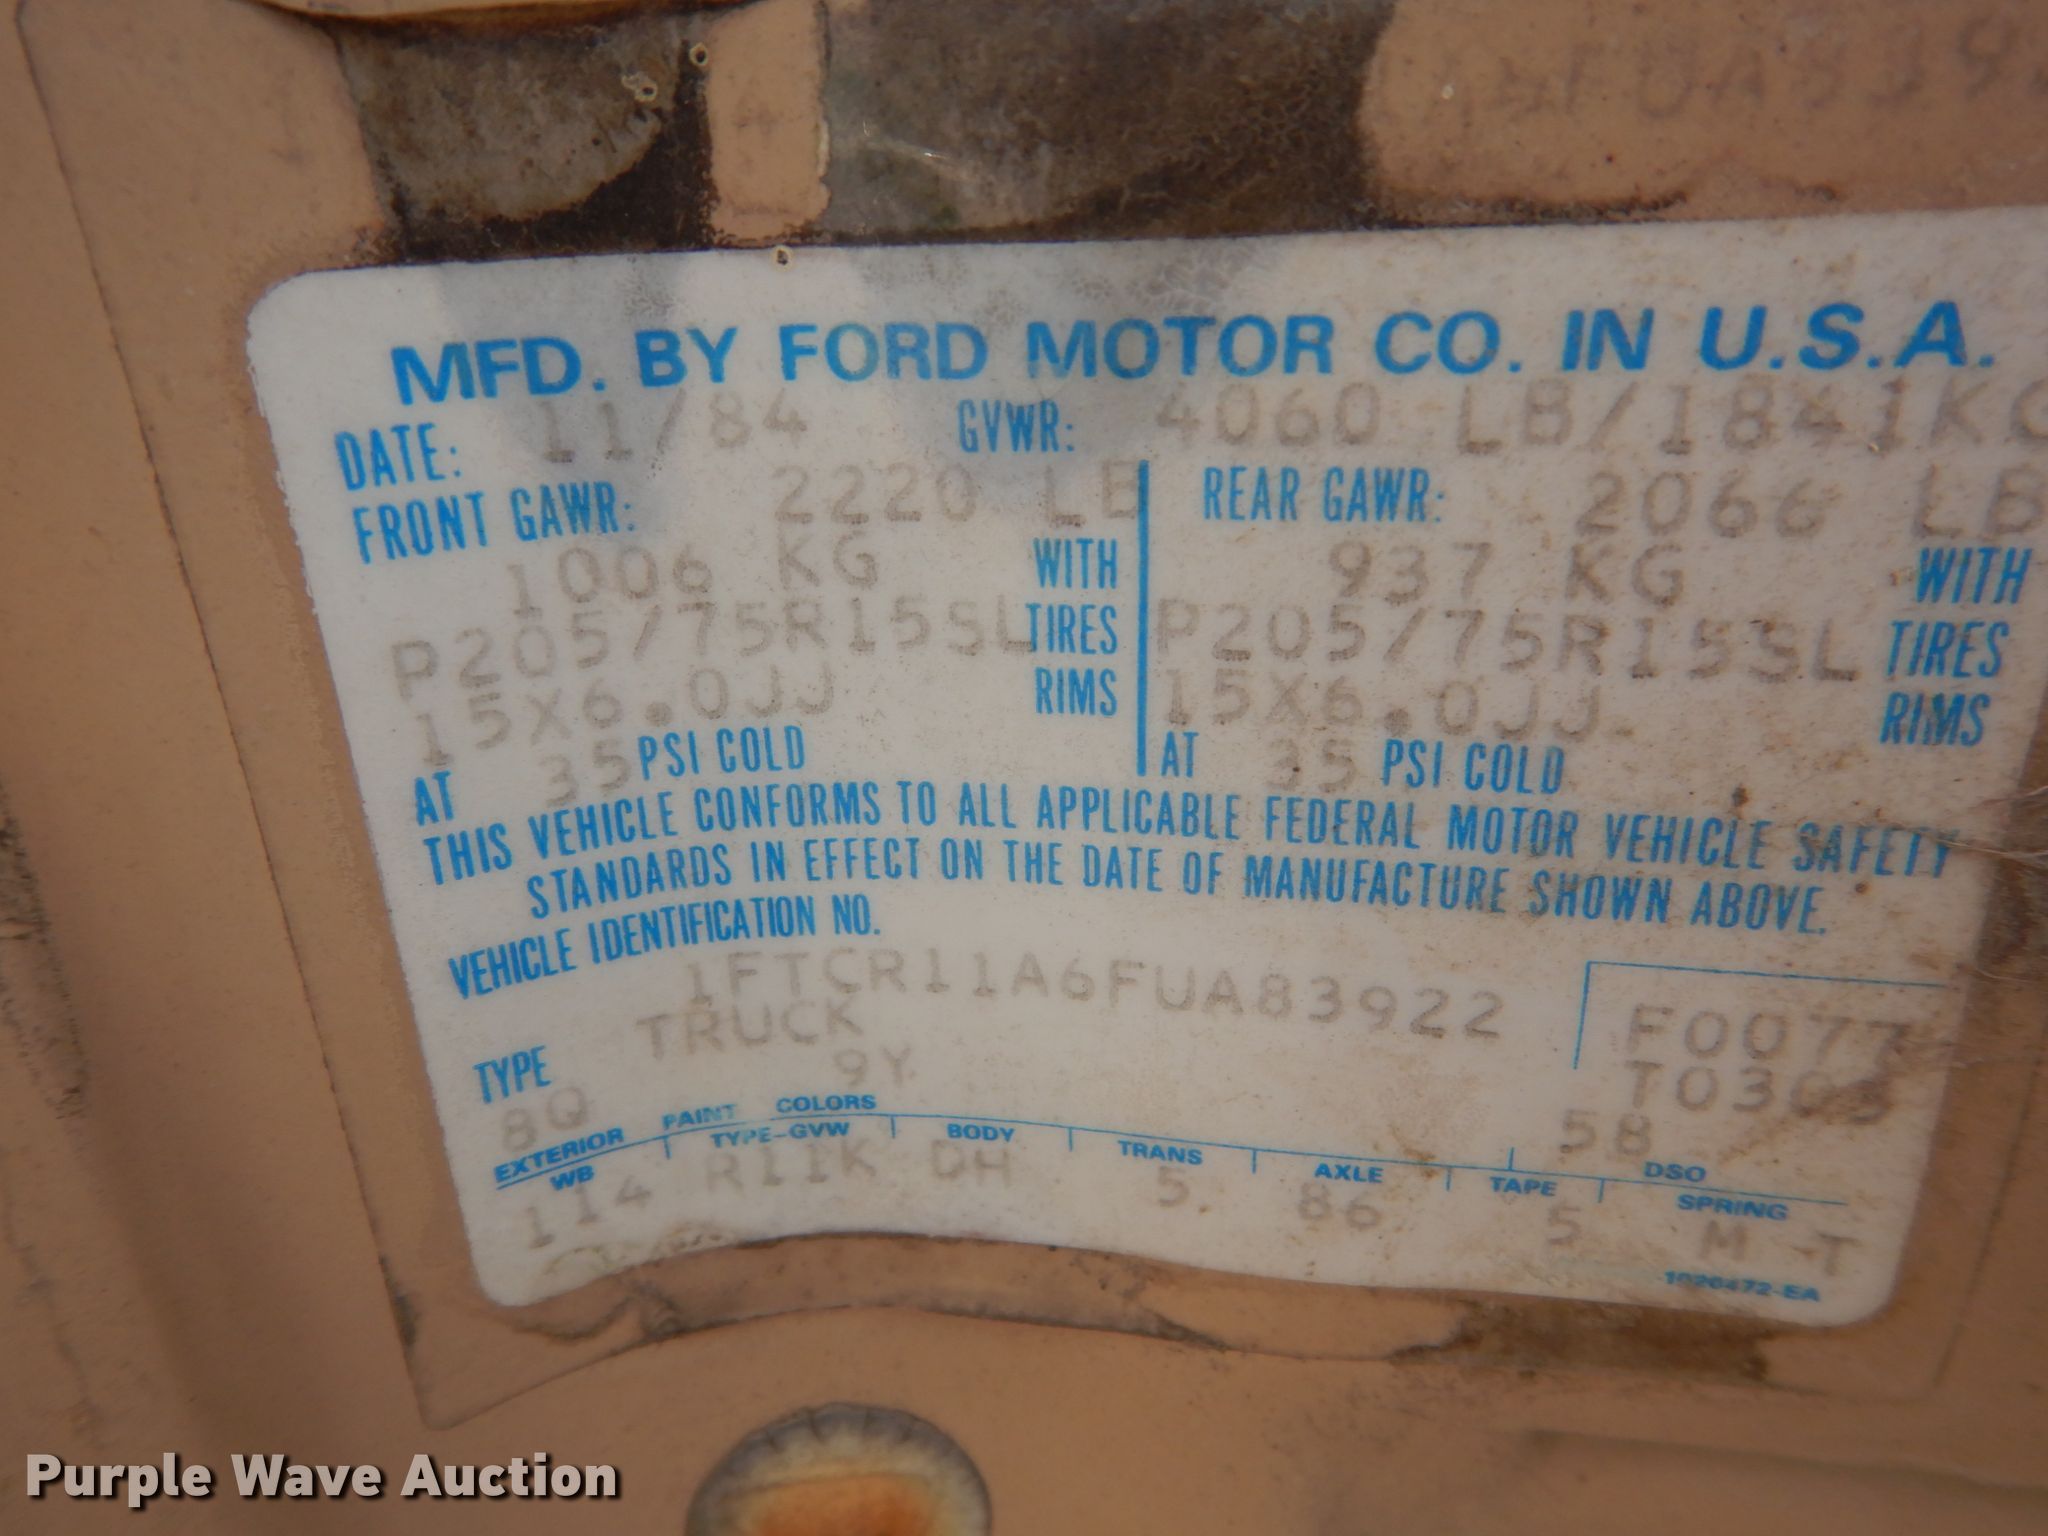 MFD. BY FORD MOTOR CO. IN U.S.A.
DATE: 11/84 GVWR: 4060 LB/1841KG
FRONT GAWR: 2220 LB REAR GAWR: 2066 LB
1006 KG WITH 937 KG WITH
P205/75R15SL TIRES P205/75R15SL TIRES
15X6.0JJ RIMS 15X6.0JJ RIMS
AT 35 PSI COLD AT 35 PSI COLD
THIS VEHICLE CONFORMS TO ALL APPLICABLE FEDERAL MOTOR VEHICLE SAFETY
STANDARDS IN EFFECT ON THE DATE OF MANUFACTURE SHOWN ABOVE.
VEHICLE IDENTIFICATION NO.
1FTCR11A6FUA83922
F0077
TYPE TRUCK
8Q 9Y 58
EXTERIOR PAINT COLORS DSO
WB TYPE-GVW BODY TRANS AXLE TAPE SPRING
114 R11K DH 5 86 5 M T
1026472-EA
Purple Wave Auction